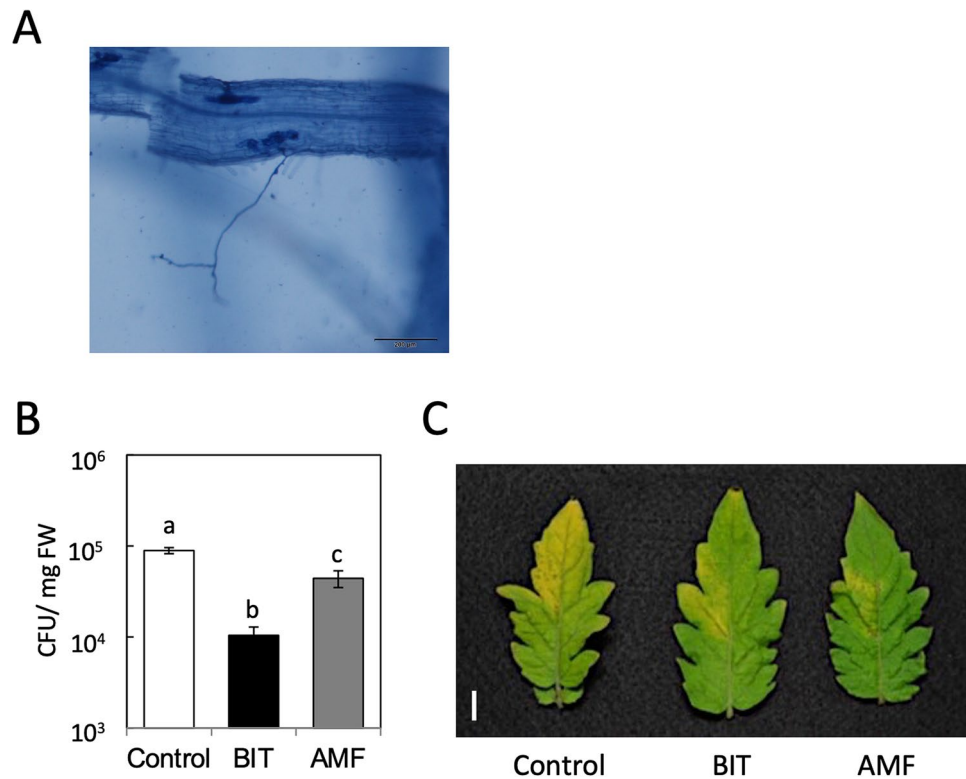 A
B
10⁶
10⁵
10⁴
10³
CFU/ mg FW
a
b
c
Control BIT AMF
C
Control BIT AMF